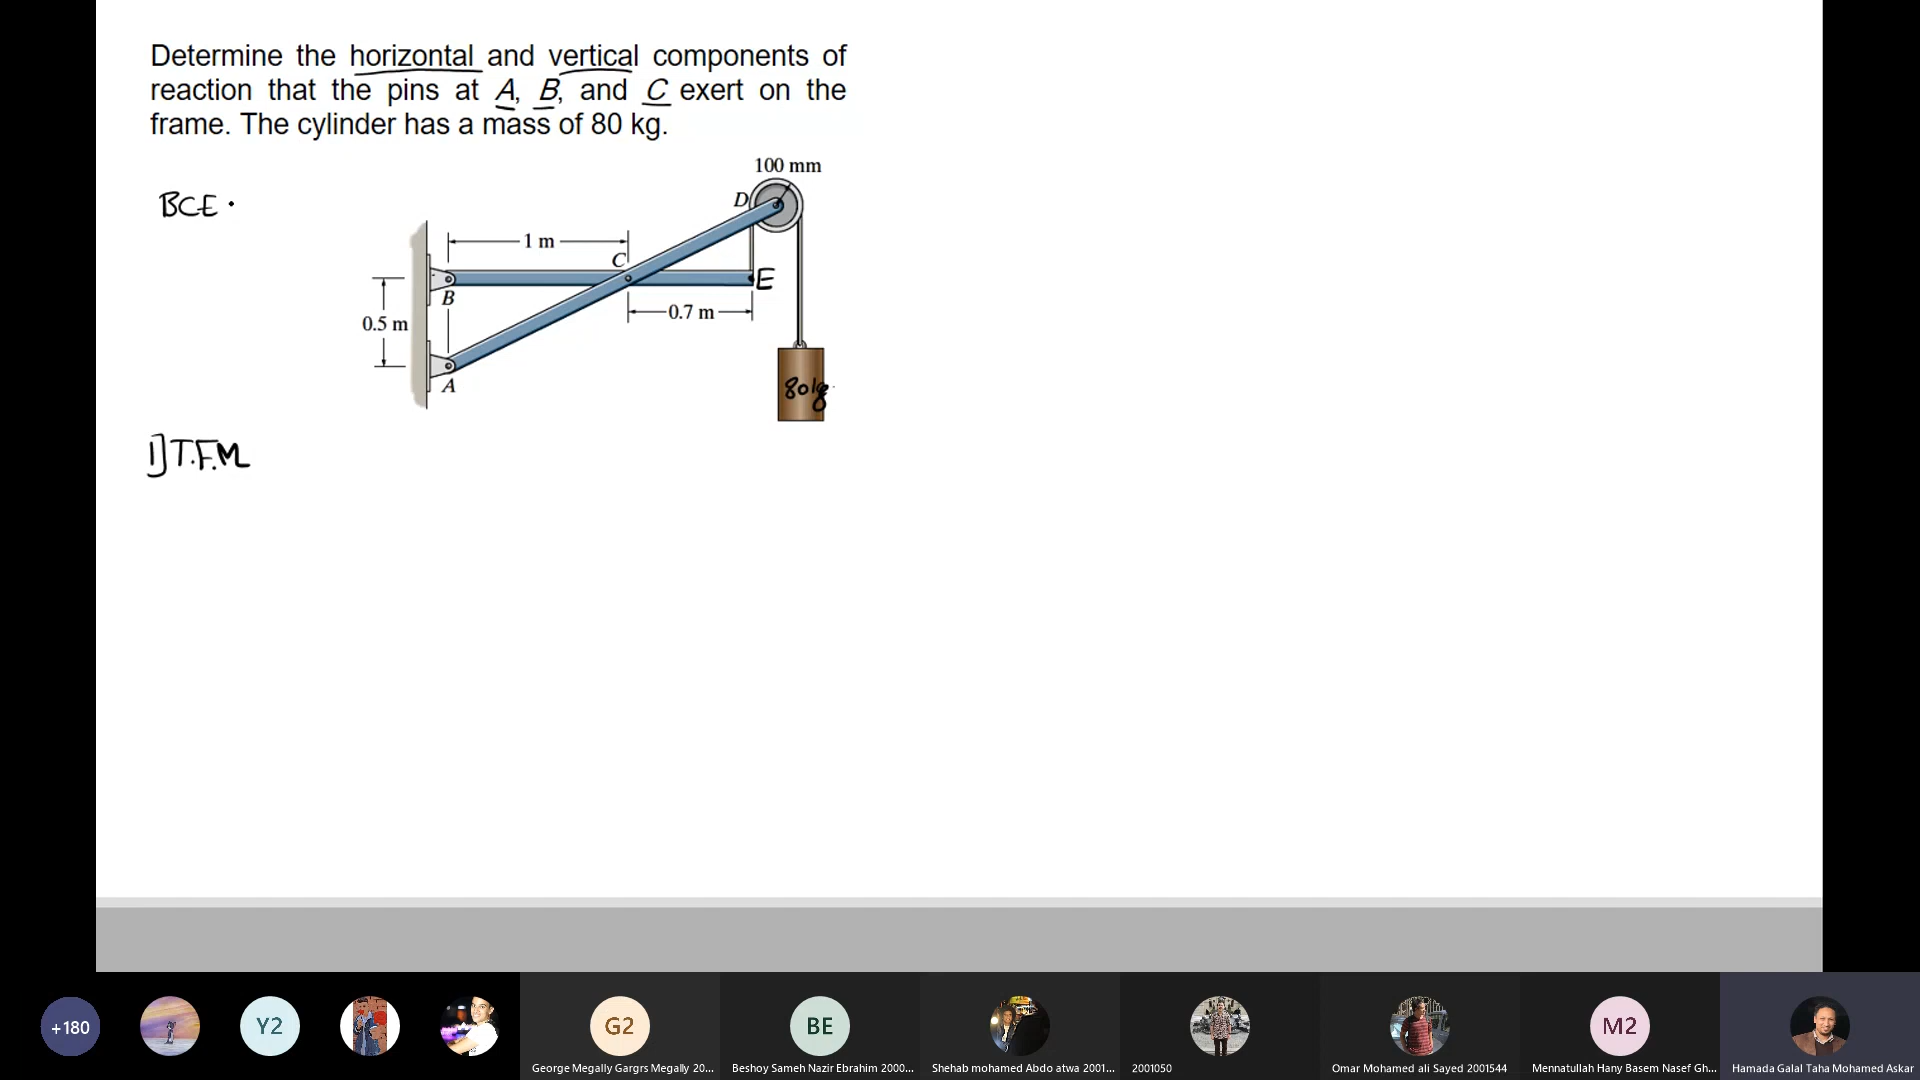 Determine the horizontal and vertical components of
reaction that the pins at A, B, and C exert on the
frame. The cylinder has a mass of 80 kg.
100 mm
BCE
D
1 m
C
E
B
0.7 m
0.5 m
A
80kg
1] T.F.M
+180
Y2
G2
BE
M2
George Megally Gargrs Megally 20...
Beshoy Sameh Nazir Ebrahim 2000...
Shehab mohamed Abdo atwa 2001...
2001050
Omar Mohamed ali Sayed 2001544
Mennatullah Hany Basem Nasef Gh...
Hamada Galal Taha Mohamed Askar